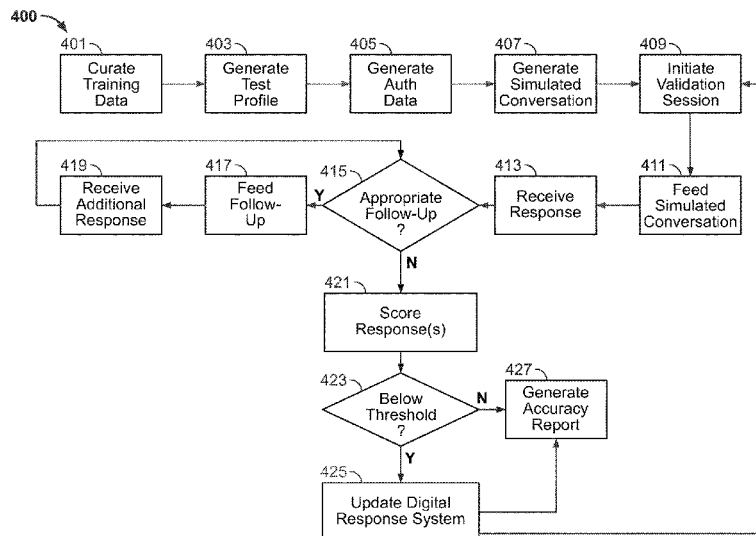 400
401
Curate
Training
Data
403
Generate
Test
Profile
405
Generate
Auth
Data
407
Generate
Simulated
Conversation
409
Initiate
Validation
Session
411
Feed
Simulated
Conversation
413
Receive
Response
415
Appropriate
Follow-Up
?
Y
N
417
Feed
Follow-
Up
419
Receive
Additional
Response
421
Score
Response(s)
423
Below
Threshold
?
N
Y
427
Generate
Accuracy
Report
425
Update Digital
Response System